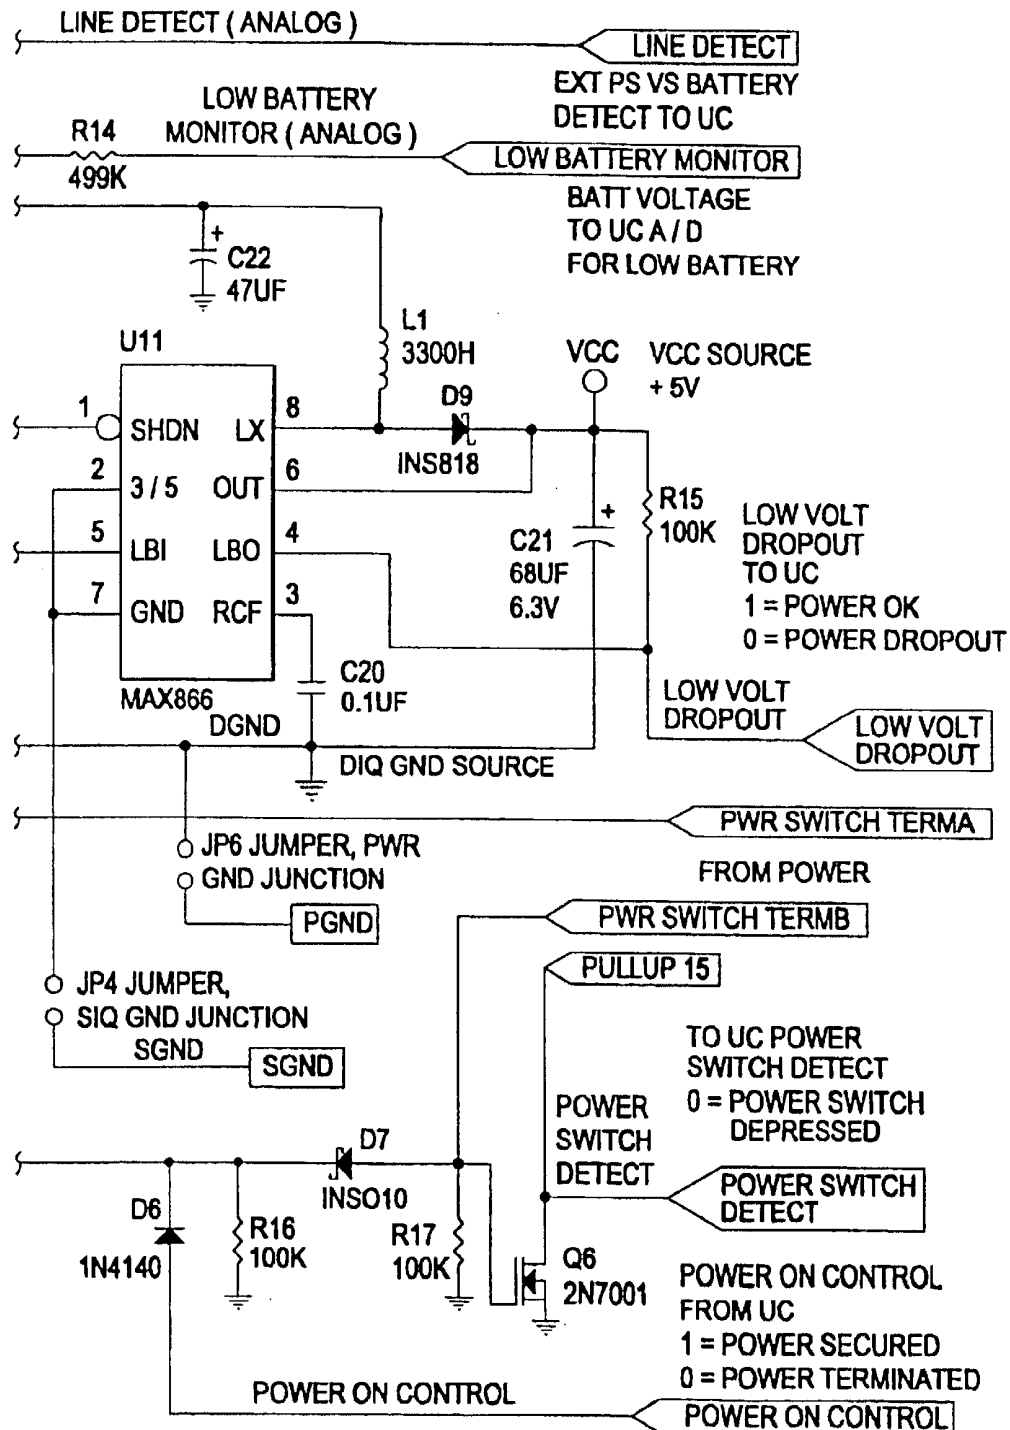 LINE DETECT ( ANALOG )
LINE DETECT
EXT PS VS BATTERY
DETECT TO UC
LOW BATTERY
MONITOR ( ANALOG )
R14
499K
LOW BATTERY MONITOR
BATT VOLTAGE
TO UC A / D
FOR LOW BATTERY
+
C22
47UF
L1
3300H
U11
VCC
VCC SOURCE
+ 5V
D9
INS818
1
SHDN
LX
8
2
3 / 5
OUT
6
5
LBI
LBO
4
7
GND
RCF
3
MAX866
+
C21
68UF
6.3V
R15
100K
LOW VOLT
DROPOUT
TO UC
1 = POWER OK
0 = POWER DROPOUT
C20
0.1UF
DGND
DIQ GND SOURCE
LOW VOLT
DROPOUT
LOW VOLT
DROPOUT
PWR SWITCH TERMA
JP6 JUMPER, PWR
GND JUNCTION
PGND
FROM POWER
PWR SWITCH TERMB
PULLUP 15
JP4 JUMPER,
SIQ GND JUNCTION
SGND
SGND
TO UC POWER
SWITCH DETECT
0 = POWER SWITCH
DEPRESSED
POWER
SWITCH
DETECT
POWER SWITCH
DETECT
D7
INSO10
D6
1N4140
R16
100K
R17
100K
Q6
2N7001
POWER ON CONTROL
FROM UC
1 = POWER SECURED
0 = POWER TERMINATED
POWER ON CONTROL
POWER ON CONTROL